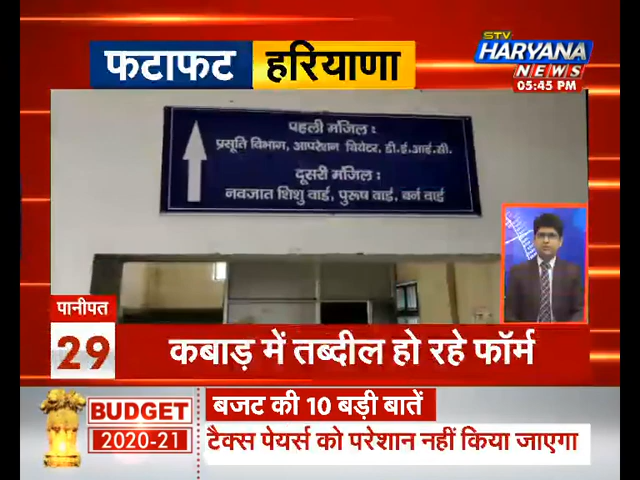 फटाफट हरियाणा
STV
HARYANA
NEWS
05:45 PM
पहली मंजिल :
प्रसूति विभाग, आपरेशन थियेटर, डी.ई.आई.सी.
दूसरी मंजिल :
नवजात शिशु वार्ड, पुरूष वार्ड, बर्न वार्ड
पानीपत
29
कबाड़ में तब्दील हो रहे फॉर्म
BUDGET
2020-21
बजट की 10 बड़ी बातें
टैक्स पेयर्स को परेशान नहीं किया जाएगा